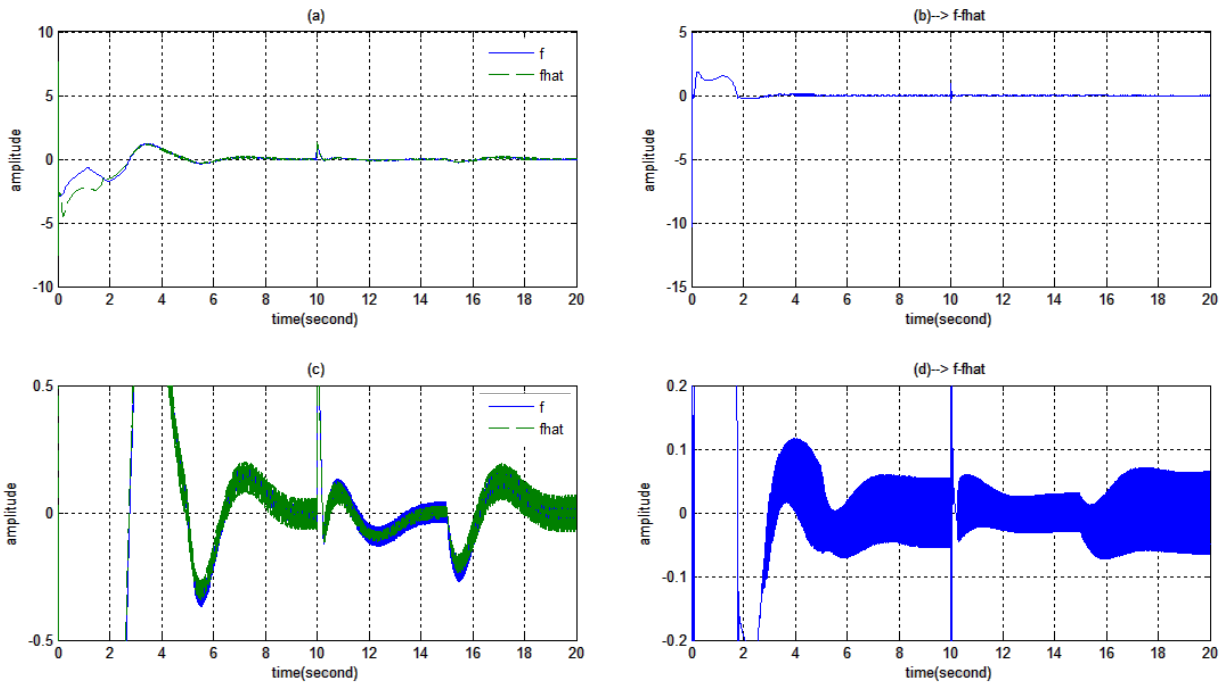 (a)
10
5
0
-5
-10
amplitude
f
fhat
0 2 4 6 8 10 12 14 16 18 20
time(second)
(b)--> f-fhat
5
0
-5
-10
-15
amplitude
0 2 4 6 8 10 12 14 16 18 20
time(second)
(c)
0.5
0
-0.5
amplitude
f
fhat
0 2 4 6 8 10 12 14 16 18 20
time(second)
(d)--> f-fhat
0.2
0.1
0
-0.1
-0.2
amplitude
0 2 4 6 8 10 12 14 16 18 20
time(second)